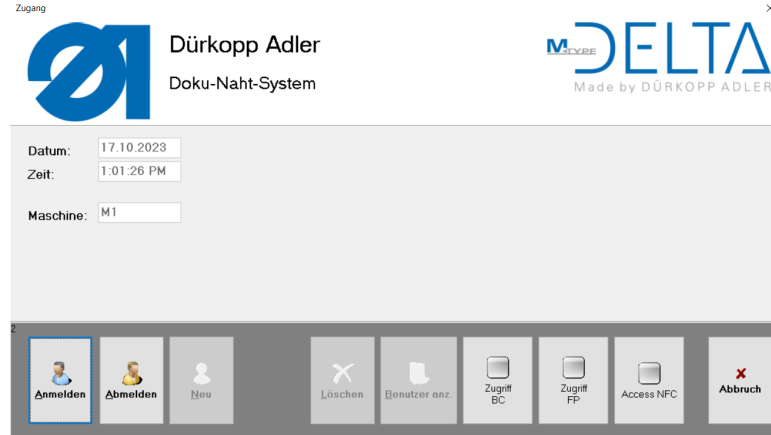 Zugang
Dürkopp Adler
Doku-Naht-System
M-TYPE DELTA
Made by DÜRKOPP ADLER
Datum: 17.10.2023
Zeit: 1:01:26 PM
Maschine: M1
2
Anmelden Abmelden Neu Löschen Benutzer anz. Zugriff BC Zugriff FP Access NFC Abbruch